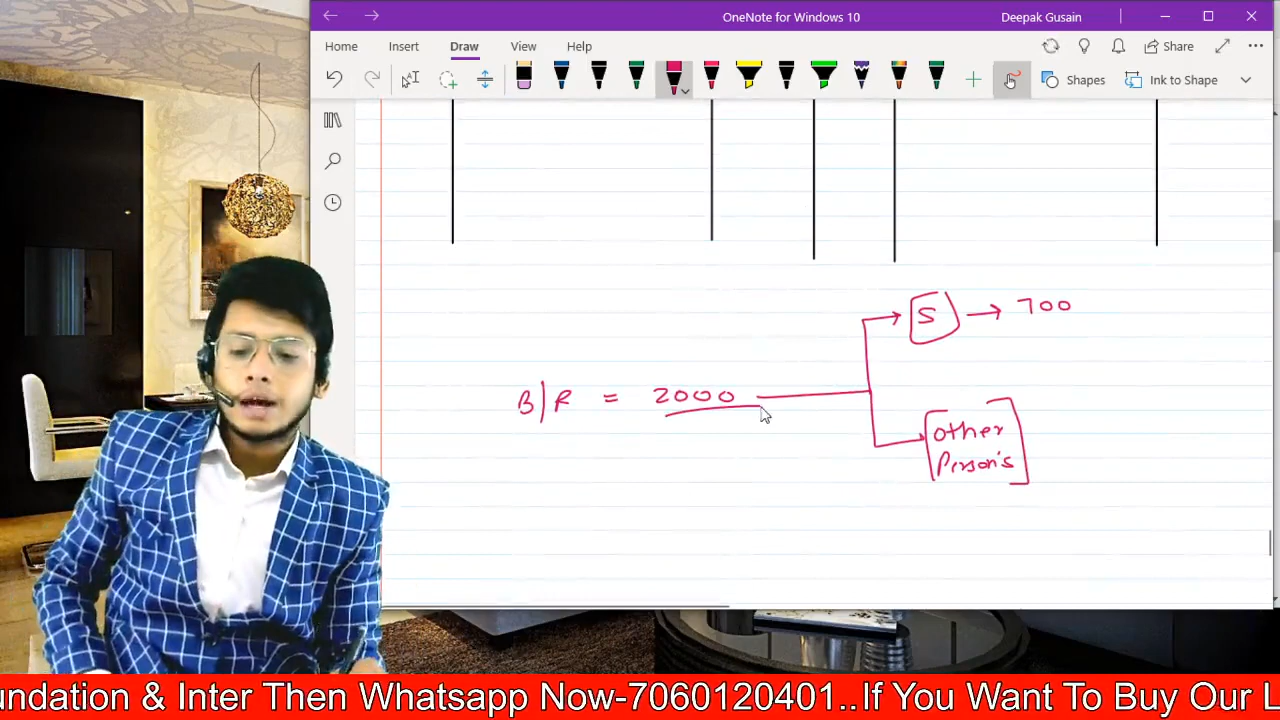 OneNote for Windows 10
Deepak Gusain
Home Insert Draw View Help
Share
Shapes
Ink to Shape
S → 700
B|R = 2000
Other
Person's
undation & Inter Then Whatsapp Now-7060120401..If You Want To Buy Our L